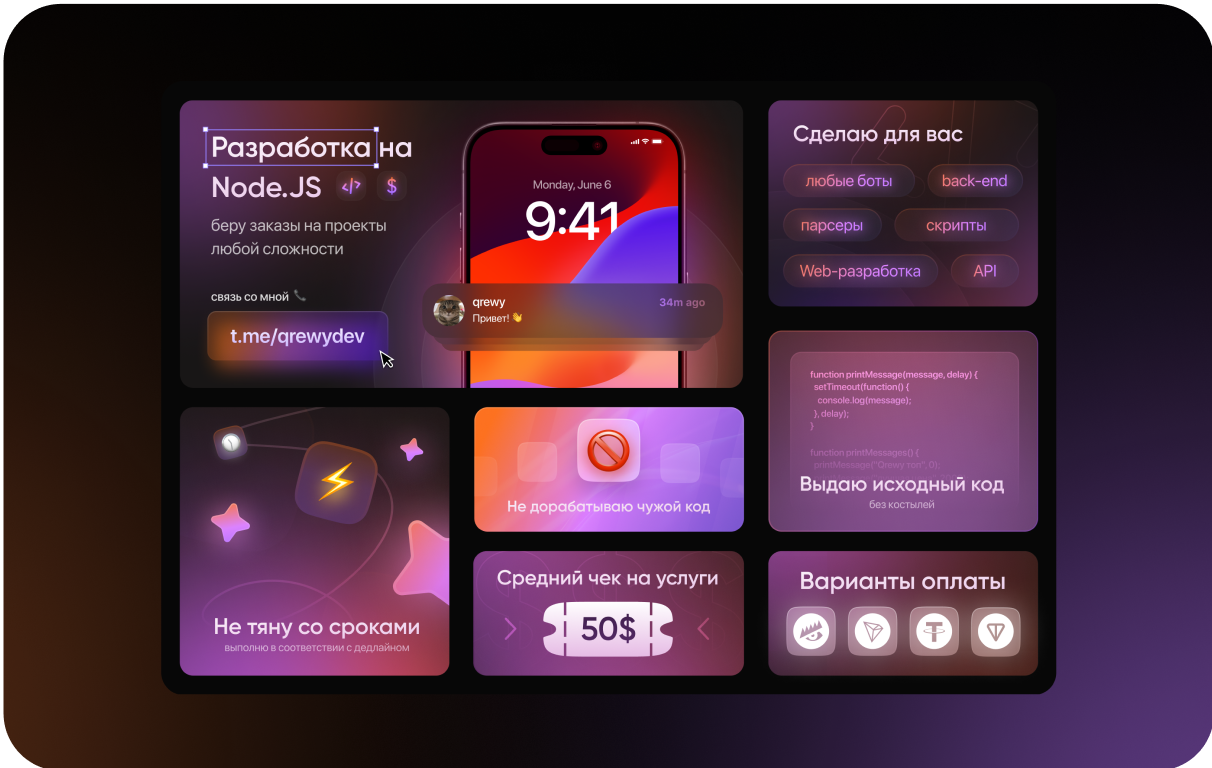 Разработка на
Node.JS </> $
беру заказы на проекты
любой сложности
связь со мной
t.me/qrewydev
Monday, June 6
9:41
qrewy
34m ago
Привет! 👋
Сделаю для вас
любые боты
back-end
парсеры
скрипты
Web-разработка
API
function printMessage(message, delay) {
setTimeout(function() {
console.log(message);
}, delay);
}
function printMessages() {
printMessage("Qrewy топ", 0);
Выдаю исходный код
без костылей
Не тяну со сроками
выполню в соответствии с дедлайном
Не дорабатываю чужой код
Средний чек на услуги
50$
Варианты оплаты